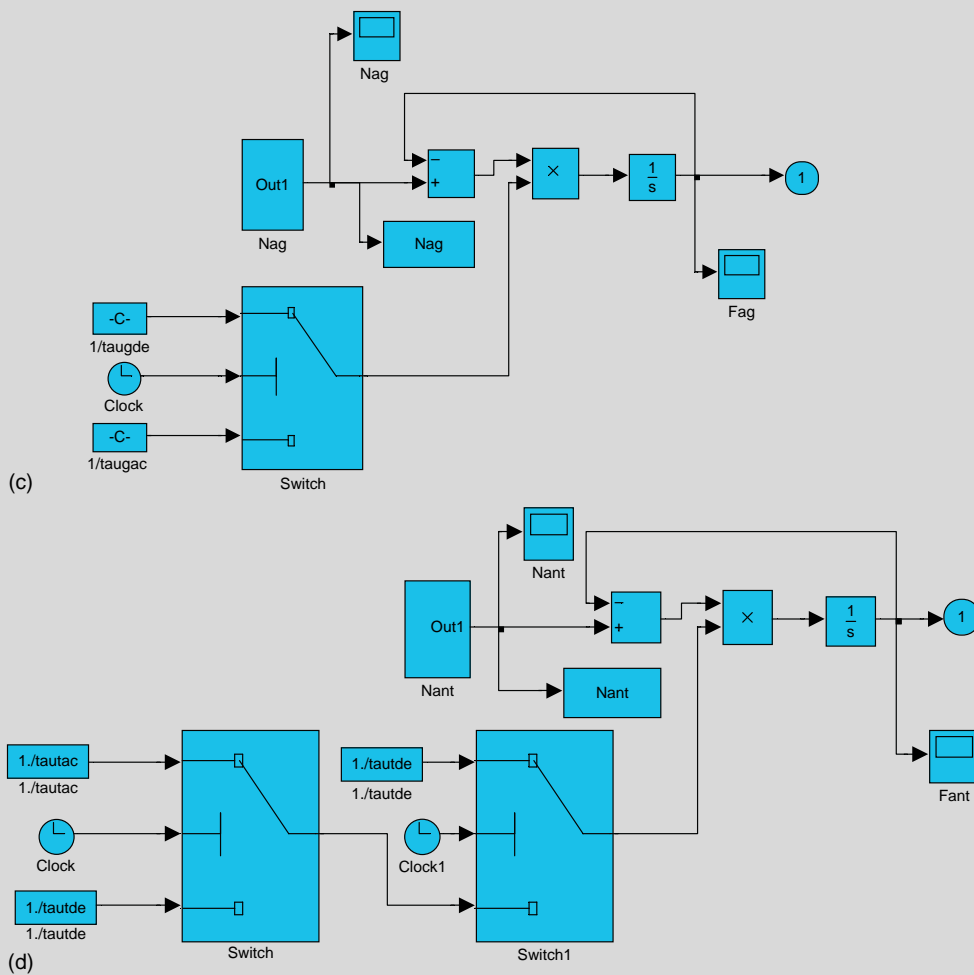 Nag
Out1
Nag
−
+
×
1
s
1
Nag
Fag
-C-
1/taugde
Clock
-C-
1/taugac
Switch
(c)
Nant
Out1
Nant
−
+
×
1
s
1
Nant
Fant
1./tautac
1./tautac
Clock
1./tautde
1./tautde
Switch
1./tautde
1./tautde
Clock1
Switch1
(d)